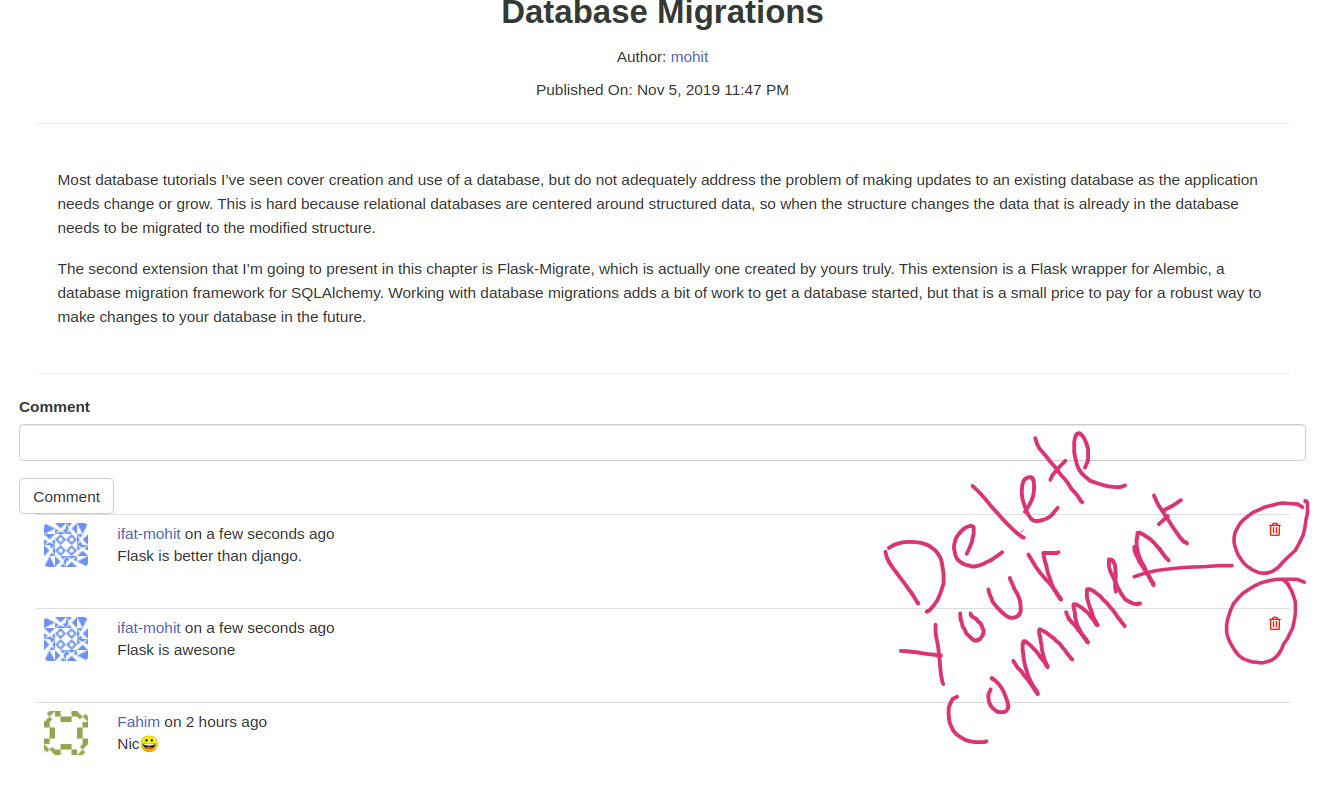 Database Migrations
Author: mohit
Published On: Nov 5, 2019 11:47 PM
Most database tutorials I’ve seen cover creation and use of a database, but do not adequately address the problem of making updates to an existing database as the application
needs change or grow. This is hard because relational databases are centered around structured data, so when the structure changes the data that is already in the database
needs to be migrated to the modified structure.
The second extension that I’m going to present in this chapter is Flask-Migrate, which is actually one created by yours truly. This extension is a Flask wrapper for Alembic, a
database migration framework for SQLAlchemy. Working with database migrations adds a bit of work to get a database started, but that is a small price to pay for a robust way to
make changes to your database in the future.
Comment
Comment
ifat-mohit on a few seconds ago
Flask is better than django.
ifat-mohit on a few seconds ago
Flask is awesone
Fahim on 2 hours ago
Nic😀
Delete
Your
Comment